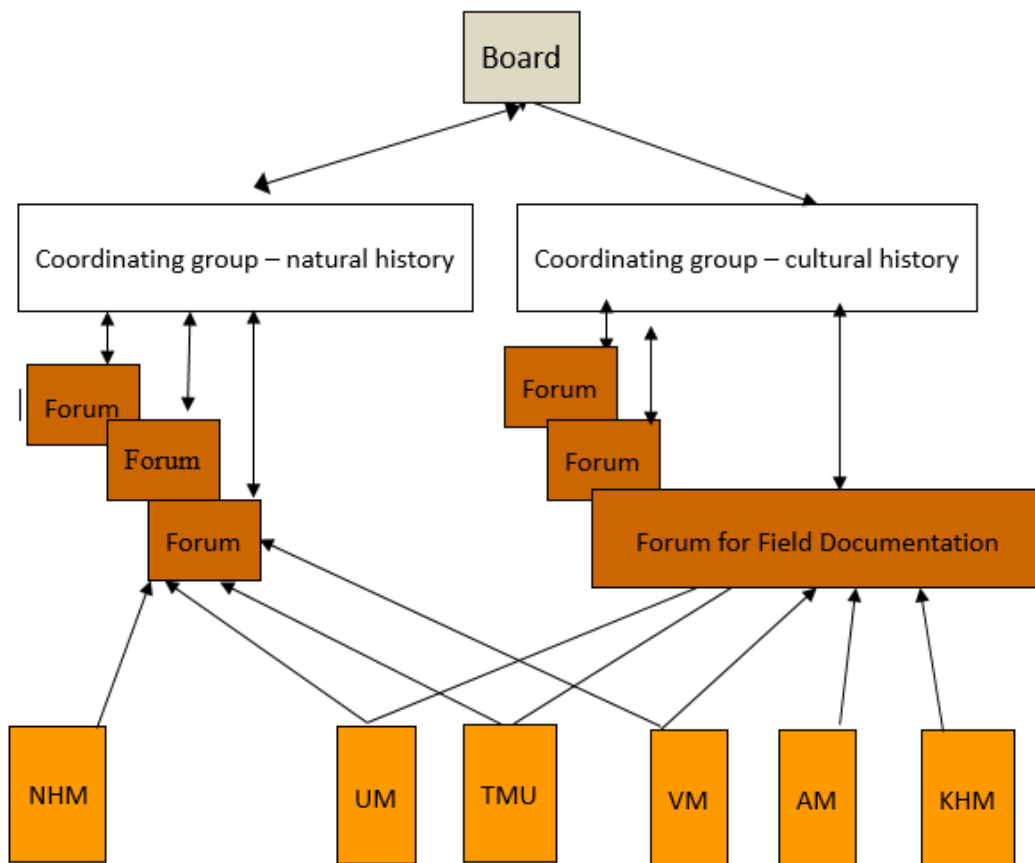 Board
Coordinating group – natural history
Coordinating group – cultural history
Forum
Forum
Forum
Forum
Forum
Forum for Field Documentation
NHM
UM
TMU
VM
AM
KHM